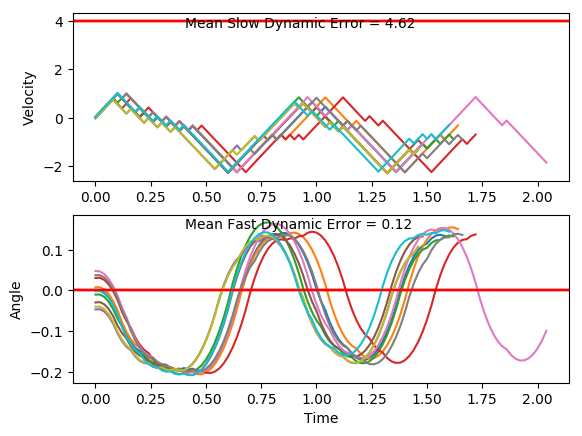 Mean Slow Dynamic Error = 4.62
4
2
0
−2
Velocity
0.00 0.25 0.50 0.75 1.00 1.25 1.50 1.75 2.00
Mean Fast Dynamic Error = 0.12
0.1
0.0
−0.1
−0.2
Angle
0.00 0.25 0.50 0.75 1.00 1.25 1.50 1.75 2.00
Time